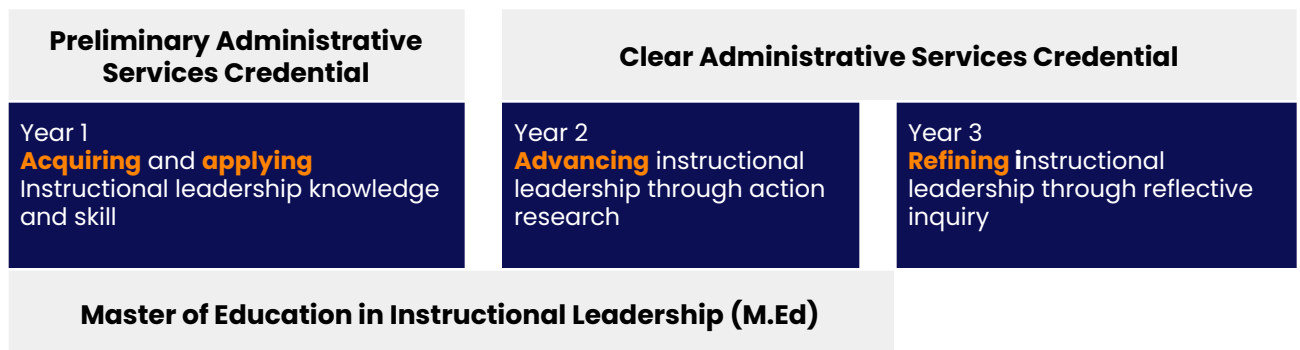 Preliminary Administrative
Services Credential
Clear Administrative Services Credential
Year 1
Acquiring and applying
Instructional leadership knowledge
and skill
Year 2
Advancing instructional
leadership through action
research
Year 3
Refining instructional
leadership through reflective
inquiry
Master of Education in Instructional Leadership (M.Ed)